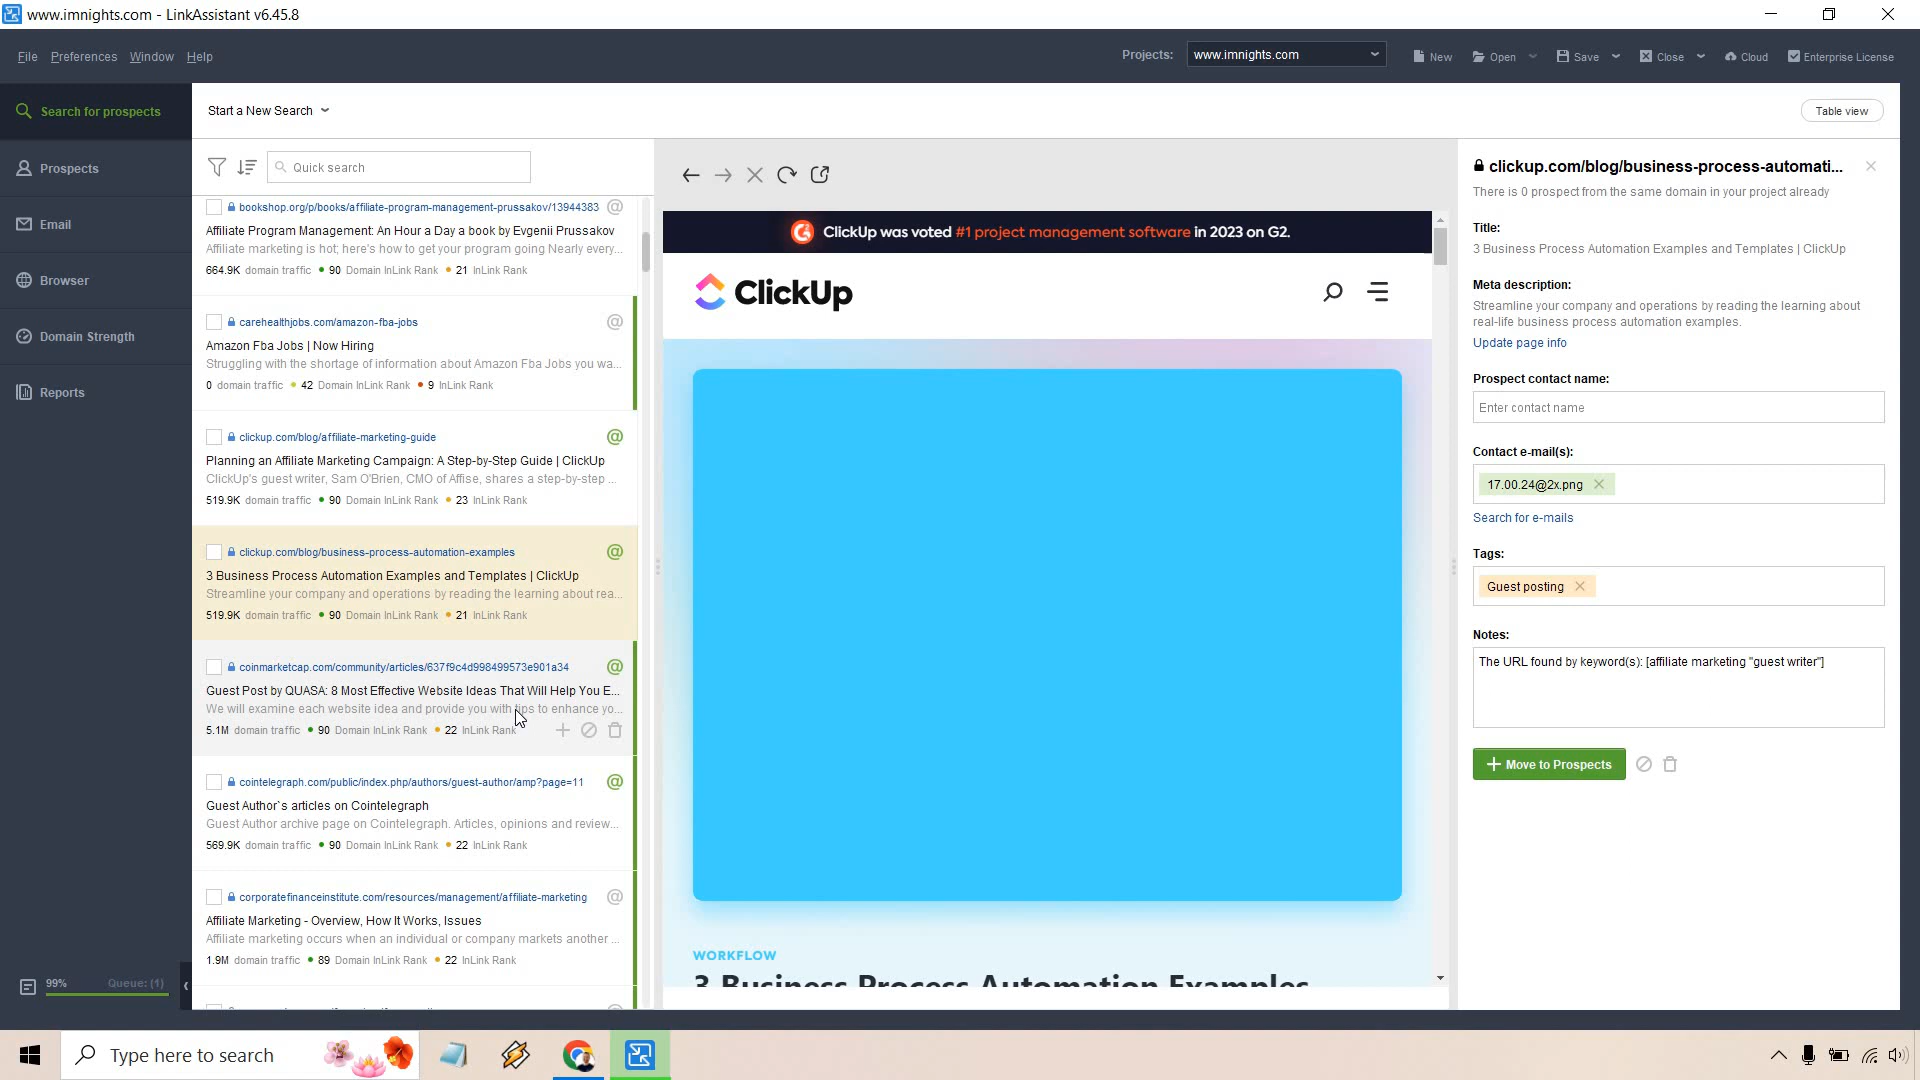 www.imnights.com - LinkAssistant v6.45.8
File Preferences Window Help
Projects: www.imnights.com New Open Save Close Cloud Enterprise License
Search for prospects
Prospects
Email
Browser
Domain Strength
Reports
99% Queue: (1)
Start a New Search
Table view
Quick search
bookshop.org/p/books/affiliate-program-management-prussakov/13944383
Affiliate Program Management: An Hour a Day a book by Evgenii Prussakov
Affiliate marketing is hot; here's how to get your program going Nearly every...
664.9K domain traffic 90 Domain InLink Rank 21 InLink Rank
carehealthjobs.com/amazon-fba-jobs
Amazon Fba Jobs | Now Hiring
Struggling with the shortage of information about Amazon Fba Jobs you wa...
0 domain traffic 42 Domain InLink Rank 9 InLink Rank
clickup.com/blog/affiliate-marketing-guide
Planning an Affiliate Marketing Campaign: A Step-by-Step Guide | ClickUp
ClickUp's guest writer, Sam O'Brien, CMO of Affise, shares a step-by-step ...
519.9K domain traffic 90 Domain InLink Rank 23 InLink Rank
clickup.com/blog/business-process-automation-examples
3 Business Process Automation Examples and Templates | ClickUp
Streamline your company and operations by reading the learning about rea...
519.9K domain traffic 90 Domain InLink Rank 21 InLink Rank
coinmarketcap.com/community/articles/637f9c4d998499573e901a34
Guest Post by QUASA: 8 Most Effective Website Ideas That Will Help You E...
We will examine each website idea and provide you with tips to enhance yo...
5.1M domain traffic 90 Domain InLink Rank 22 InLink Rank
cointelegraph.com/public/index.php/authors/guest-author/amp?page=11
Guest Author`s articles on Cointelegraph
Guest Author archive page on Cointelegraph. Articles, opinions and review...
569.9K domain traffic 90 Domain InLink Rank 22 InLink Rank
corporatefinanceinstitute.com/resources/management/affiliate-marketing
Affiliate Marketing - Overview, How It Works, Issues
Affiliate marketing occurs when an individual or company markets another ...
1.9M domain traffic 89 Domain InLink Rank 22 InLink Rank
ClickUp was voted #1 project management software in 2023 on G2.
ClickUp
WORKFLOW
3 Business Process Automation Examples
clickup.com/blog/business-process-automati...
There is 0 prospect from the same domain in your project already
Title:
3 Business Process Automation Examples and Templates | ClickUp
Meta description:
Streamline your company and operations by reading the learning about
real-life business process automation examples.
Update page info
Prospect contact name:
Enter contact name
Contact e-mail(s):
17.00.24@2x.png
Search for e-mails
Tags:
Guest posting
Notes:
The URL found by keyword(s): [affiliate marketing "guest writer"]
Move to Prospects
Type here to search